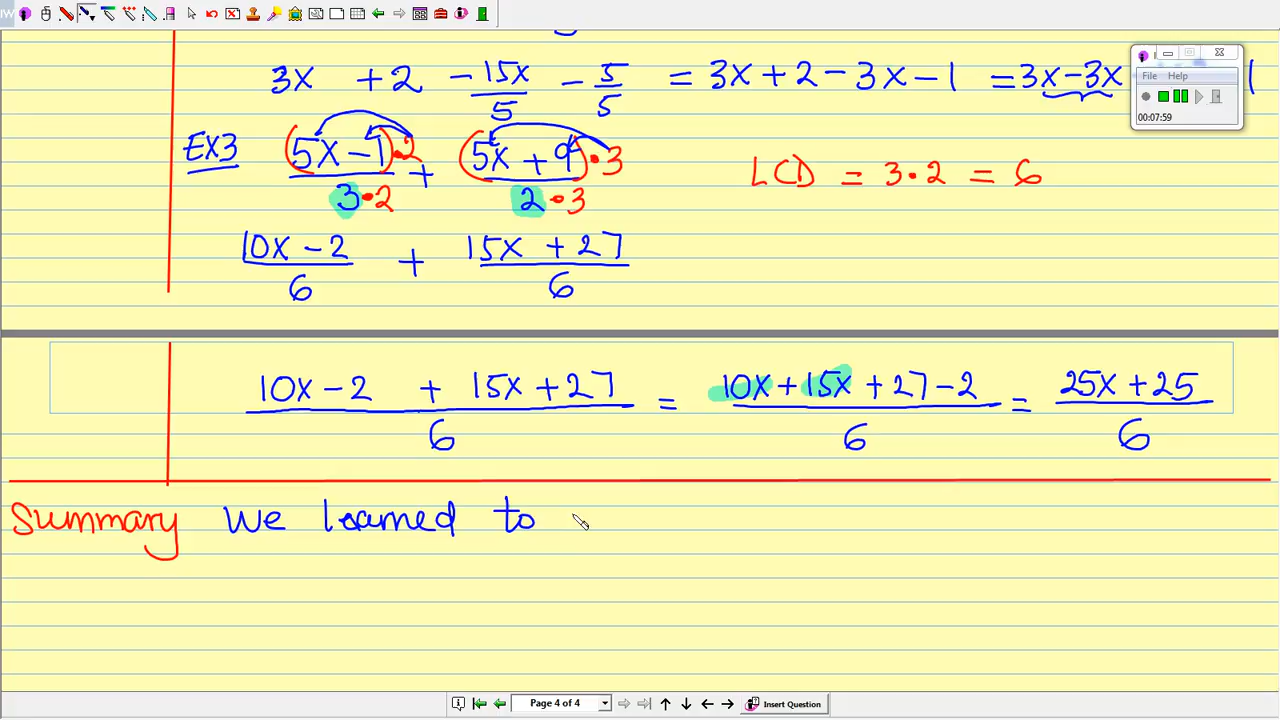 File Help
00:07:59
3x + 2 - 15x/5 - 5/5 = 3x + 2 - 3x - 1 = 3x - 3x 1
EX3 (5x - 1)·2/3·2 + (5x + 9)·3/2·3 LCD = 3·2 = 6
10x - 2/6 + 15x + 27/6
10x - 2 + 15x + 27/6 = 10x + 15x + 27 - 2/6 = 25x + 25/6
Summary We learned to
Page 4 of 4 Insert Question